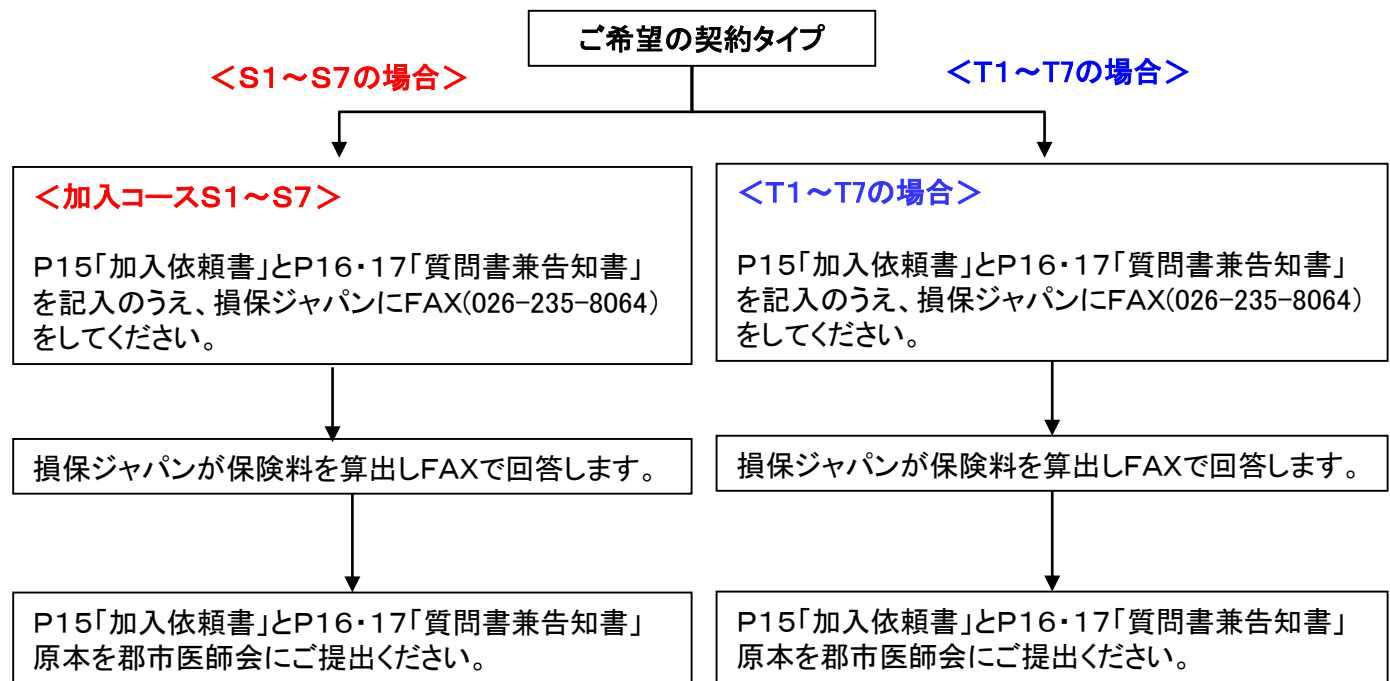 ご希望の契約タイプ
＜S1～S7の場合＞
＜T1～T7の場合＞
＜加入コースS1～S7＞
P15「加入依頼書」とP16・17「質問書兼告知書」
を記入のうえ、損保ジャパンにFAX(026-235-8064)
をしてください。
損保ジャパンが保険料を算出しFAXで回答します。
P15「加入依頼書」とP16・17「質問書兼告知書」
原本を郡市医師会にご提出ください。
＜T1～T7の場合＞
P15「加入依頼書」とP16・17「質問書兼告知書」
を記入のうえ、損保ジャパンにFAX(026-235-8064)
をしてください。
損保ジャパンが保険料を算出しFAXで回答します。
P15「加入依頼書」とP16・17「質問書兼告知書」
原本を郡市医師会にご提出ください。